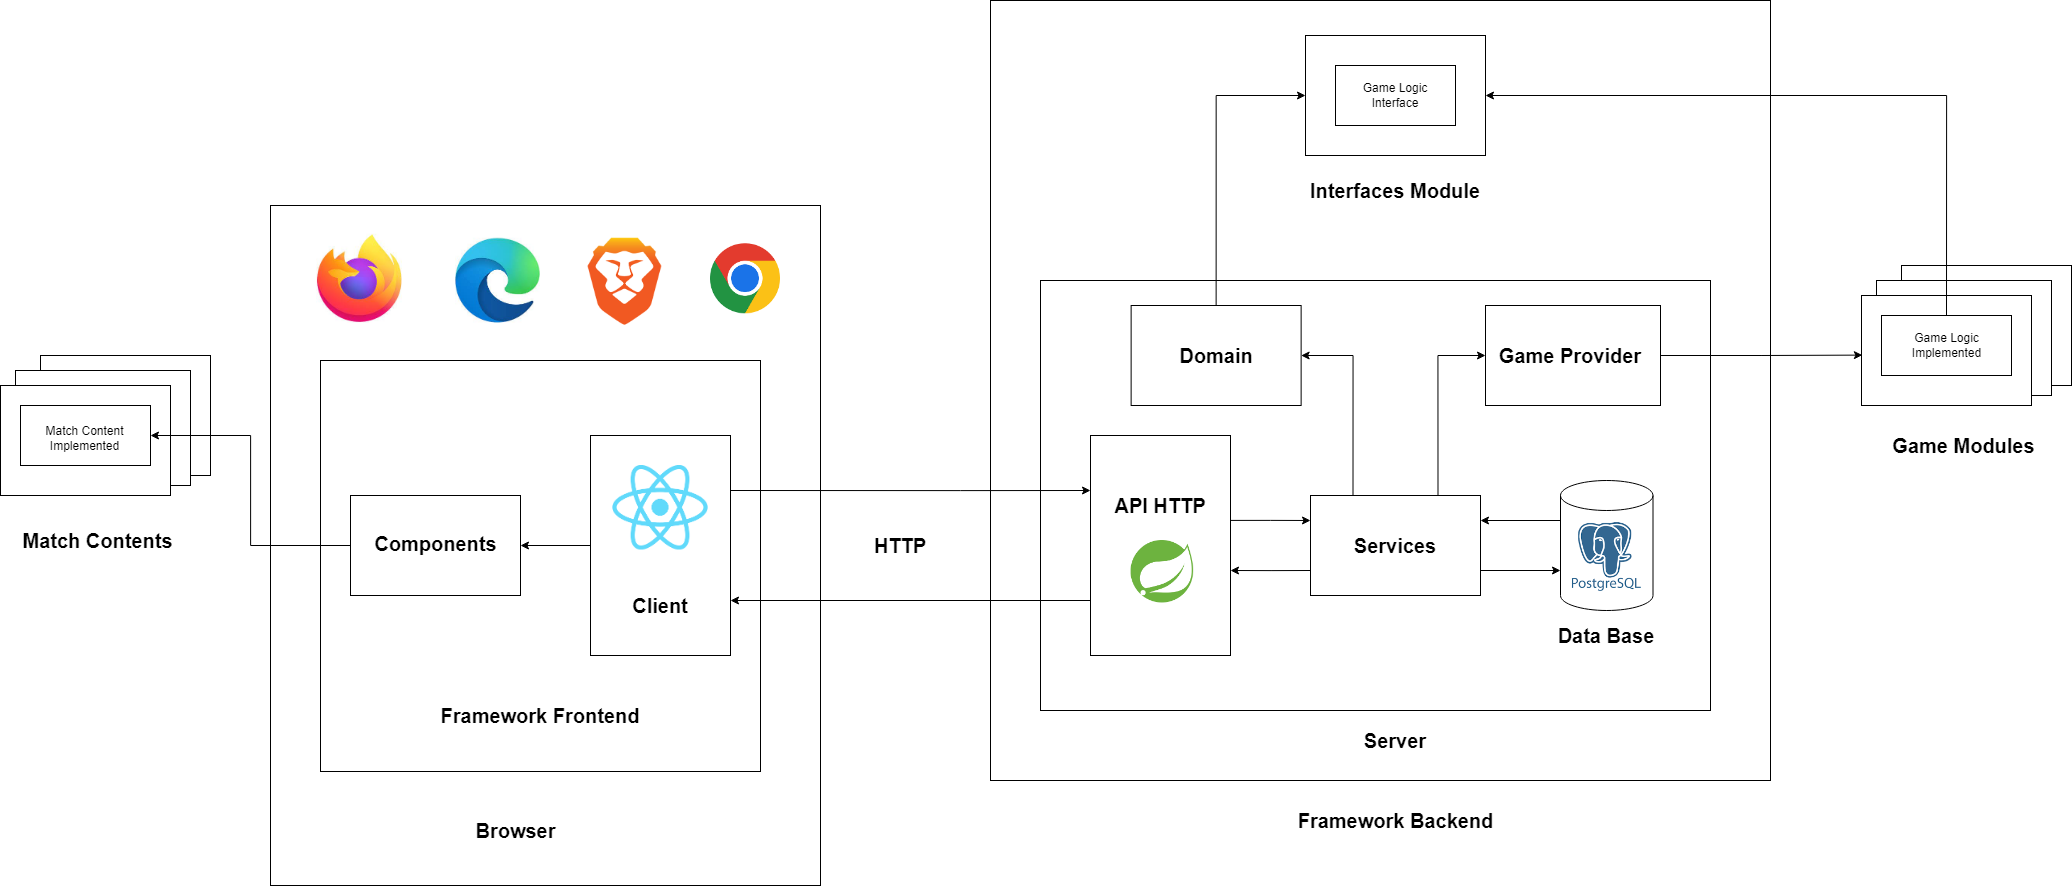 Game Logic
Interface
Interfaces Module
Domain
Game Provider
Game Logic
Implemented
Game Modules
Match Content
Implemented
Match Contents
Components
Client
Framework Frontend
Browser
HTTP
API HTTP
Services
PostgreSQL
Data Base
Server
Framework Backend